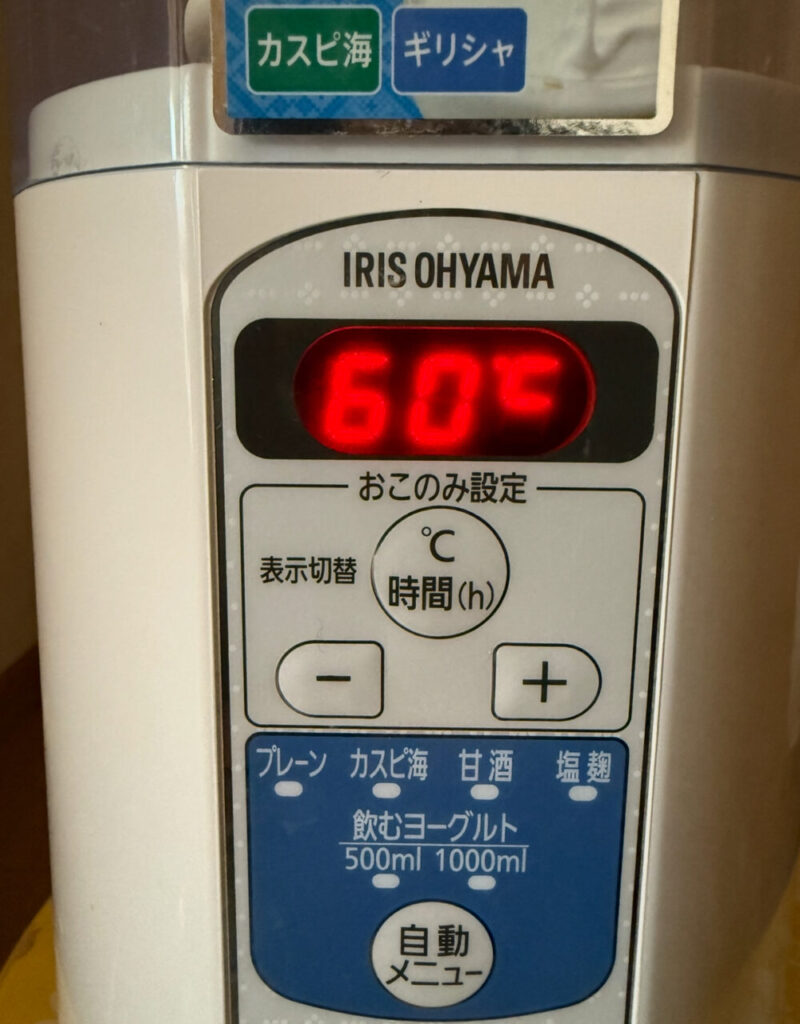 カスピ海 ギリシャ
IRIS OHYAMA
60℃
おこのみ設定
表示切替
℃
時間(h)
− +
プレーン カスピ海 甘酒 塩麹
飲むヨーグルト
500ml 1000ml
自動
メニュー